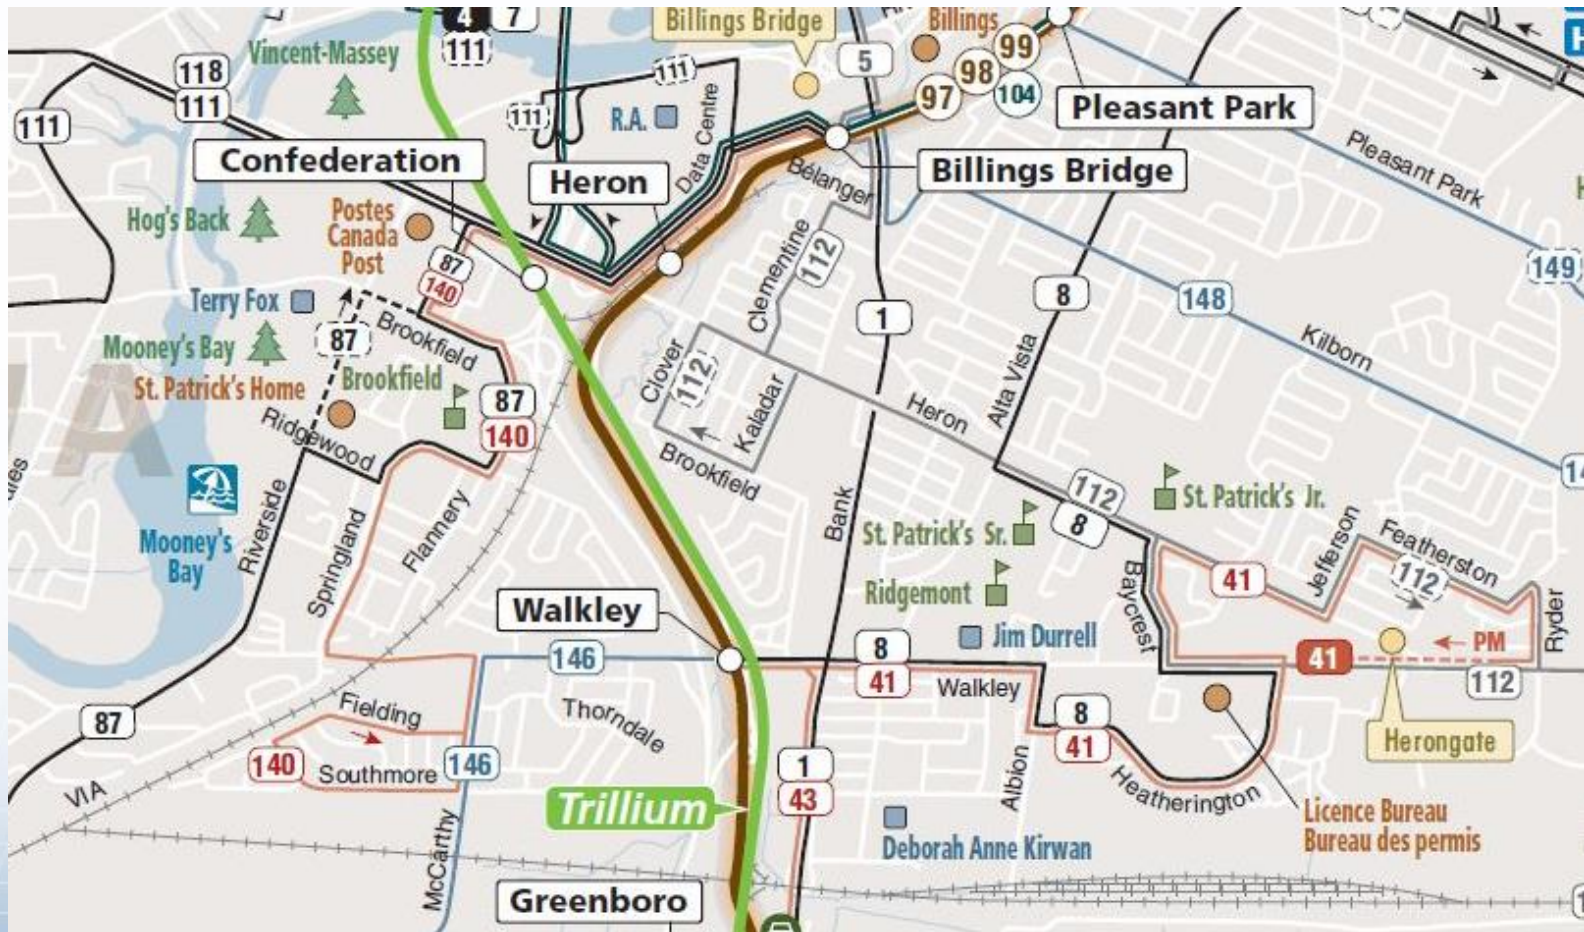 4
7
111
Vincent-Massey
118
111
111
111
111
R.A.
Data Centre
Billings Bridge
Billings
5
97
98
99
104
Pleasant Park
Billings Bridge
Pleasant Park
Confederation
Heron
Bélanger
Hog's Back
Postes
Canada
Post
87
140
Clementine
112
149
Terry Fox
87
Brookfield
Mooney's Bay
St. Patrick's Home
Brookfield
87
140
Ridgewood
Clover
112
Kaladar
Brookfield
1
8
148
Kilborn
Heron
Alta Vista
Mooney's
Bay
Riverside
Springland
Flannery
Bank
112
8
St. Patrick's Jr.
St. Patrick's Sr.
Ridgemont
Jefferson
Featherston
112
41
Baycrest
Ryder
Walkley
146
8
41
Jim Durrell
Walkley
41
PM
112
Herongate
87
Fielding
140
Southmore
146
Thorndale
VIA
McCarthy
Trillium
1
43
Albion
8
41
Heatherington
Licence Bureau
Bureau des permis
Deborah Anne Kirwan
Greenboro